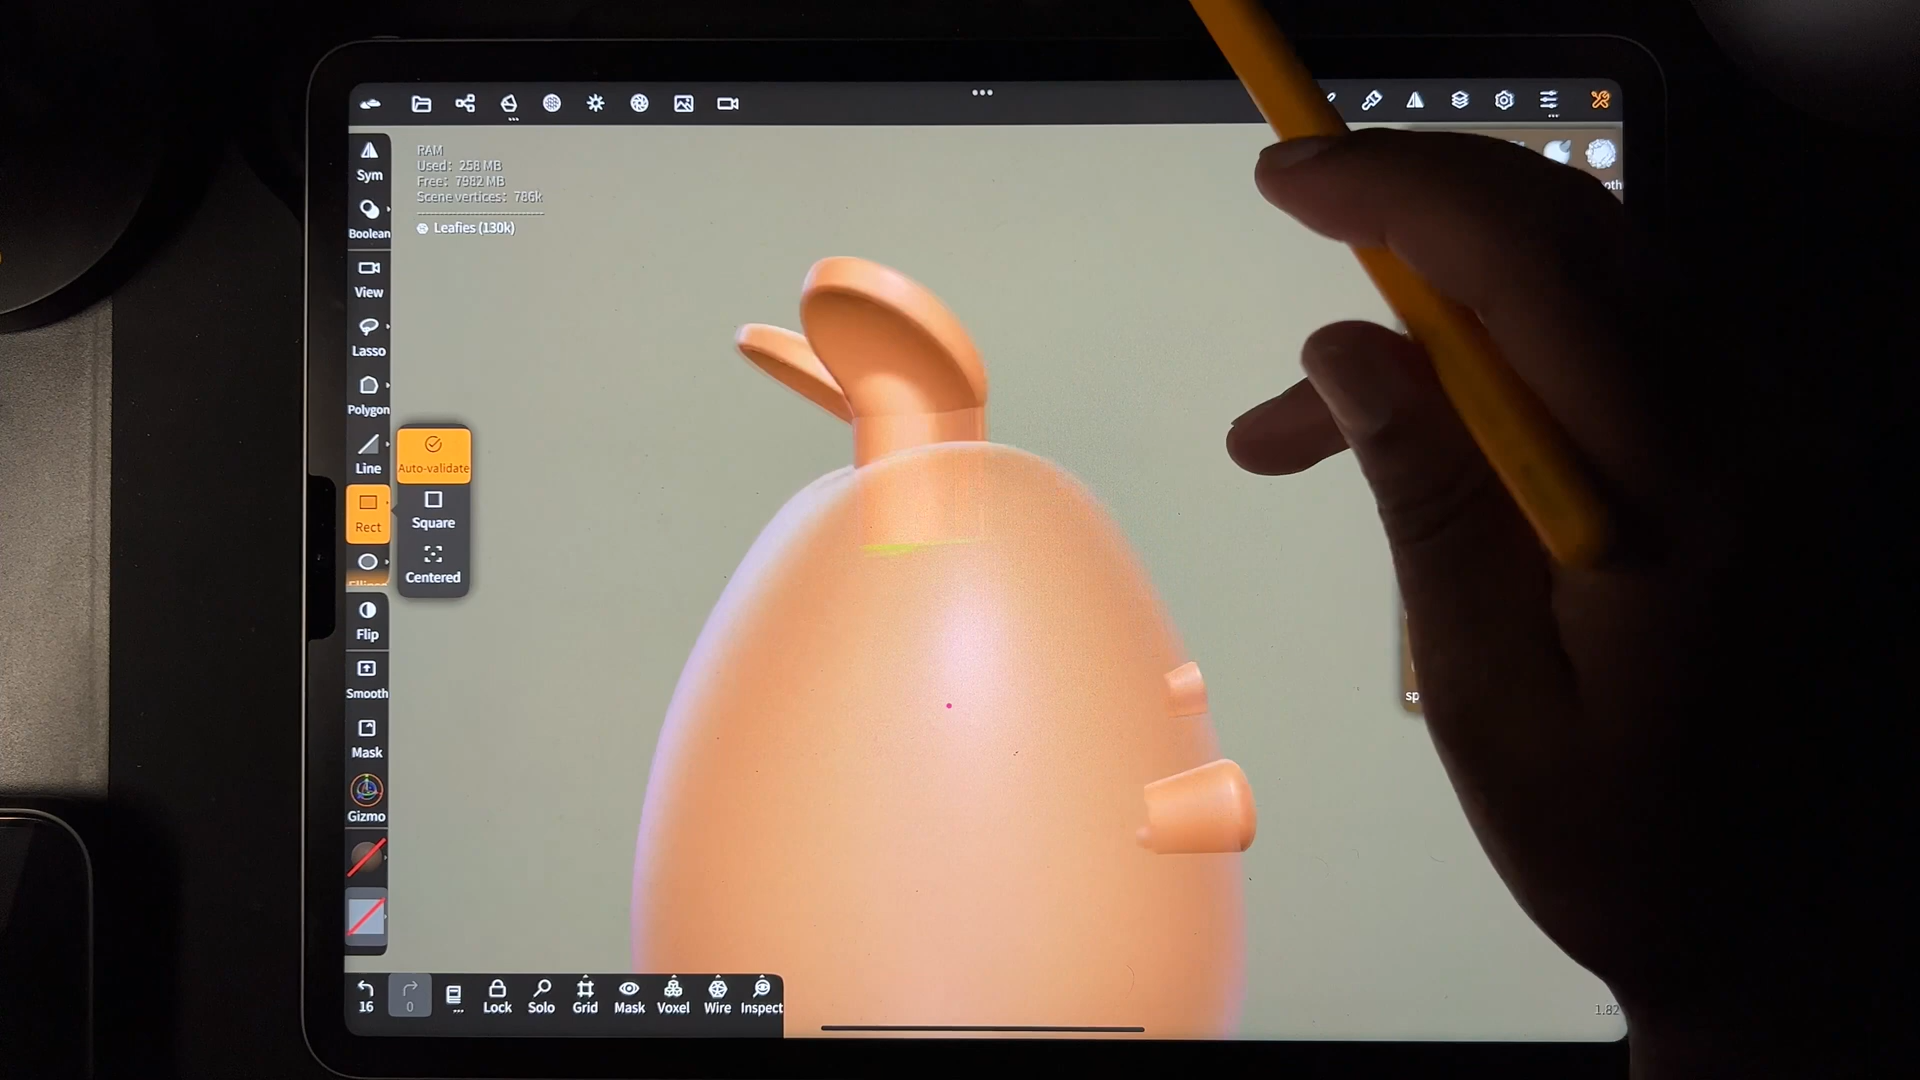 RAM
Used: 258 MB
Free: 7982 MB
Scene vertices: 786k
Leafies (130k)
Sym
Boolean
View
Lasso
Polygon
Line
Auto-validate
Rect
Square
Centered
Flip
Smooth
Mask
Gizmo
16
0
...
Lock
Solo
Grid
Mask
Voxel
Wire
Inspect
1.82